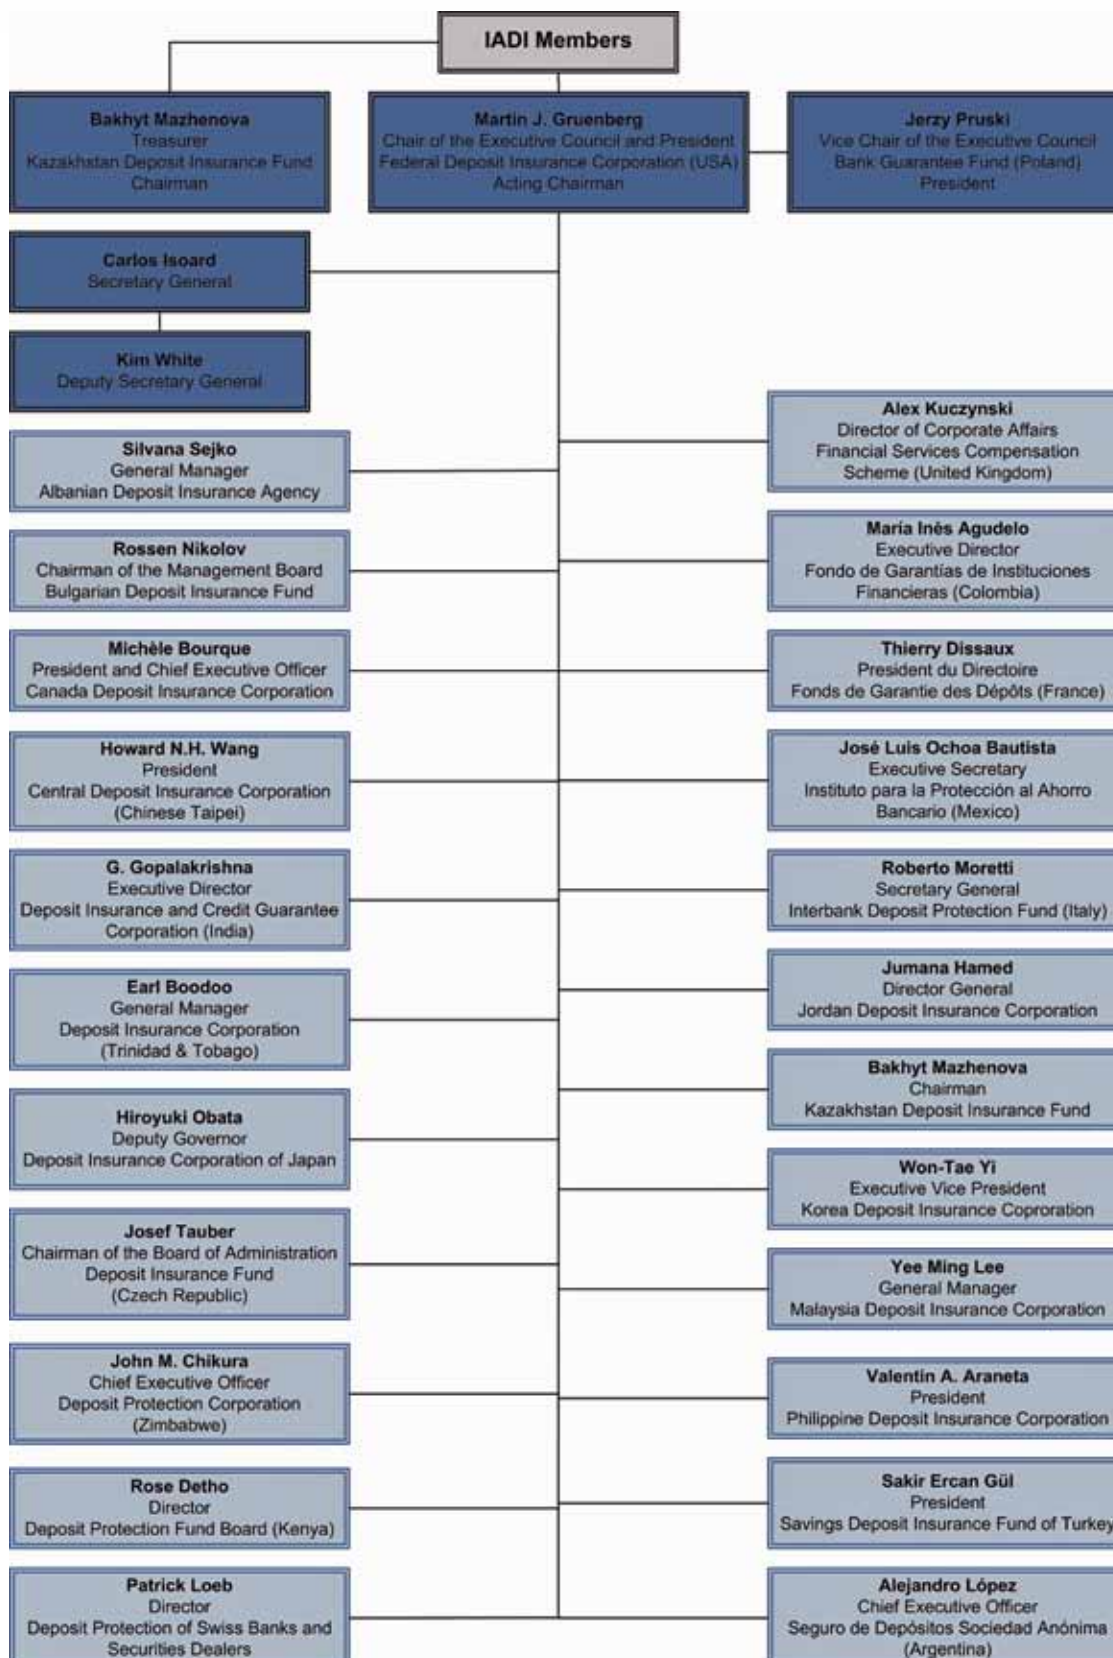 IADI Members
Bakhyt Mazhenova
Treasurer
Kazakhstan Deposit Insurance Fund
Chairman
Martin J. Gruenberg
Chair of the Executive Council and President
Federal Deposit Insurance Corporation (USA)
Acting Chairman
Jerzy Pruski
Vice Chair of the Executive Council
Bank Guarantee Fund (Poland)
President
Carlos Isoard
Secretary General
Kim White
Deputy Secretary General
Silvana Sejko
General Manager
Albanian Deposit Insurance Agency
Rossen Nikolov
Chairman of the Management Board
Bulgarian Deposit Insurance Fund
Michèle Bourque
President and Chief Executive Officer
Canada Deposit Insurance Corporation
Howard N.H. Wang
President
Central Deposit Insurance Corporation
(Chinese Taipei)
G. Gopalakrishna
Executive Director
Deposit Insurance and Credit Guarantee
Corporation (India)
Earl Boodoo
General Manager
Deposit Insurance Corporation
(Trinidad & Tobago)
Hiroyuki Obata
Deputy Governor
Deposit Insurance Corporation of Japan
Josef Tauber
Chairman of the Board of Administration
Deposit Insurance Fund
(Czech Republic)
John M. Chikura
Chief Executive Officer
Deposit Protection Corporation
(Zimbabwe)
Rose Detho
Director
Deposit Protection Fund Board (Kenya)
Patrick Loeb
Director
Deposit Protection of Swiss Banks and
Securities Dealers
Alex Kuczynski
Director of Corporate Affairs
Financial Services Compensation
Scheme (United Kingdom)
María Inés Agudelo
Executive Director
Fondo de Garantías de Instituciones
Financieras (Colombia)
Thierry Dissaux
President du Directoire
Fonds de Garantie des Dépôts (France)
José Luis Ochoa Bautista
Executive Secretary
Instituto para la Protección al Ahorro
Bancario (Mexico)
Roberto Moretti
Secretary General
Interbank Deposit Protection Fund (Italy)
Jumana Hamed
Director General
Jordan Deposit Insurance Corporation
Bakhyt Mazhenova
Chairman
Kazakhstan Deposit Insurance Fund
Won-Tae Yi
Executive Vice President
Korea Deposit Insurance Coproration
Yee Ming Lee
General Manager
Malaysia Deposit Insurance Corporation
Valentin A. Araneta
President
Philippine Deposit Insurance Corporation
Sakir Ercan Gül
President
Savings Deposit Insurance Fund of Turkey
Alejandro López
Chief Executive Officer
Seguro de Depósitos Sociedad Anónima
(Argentina)